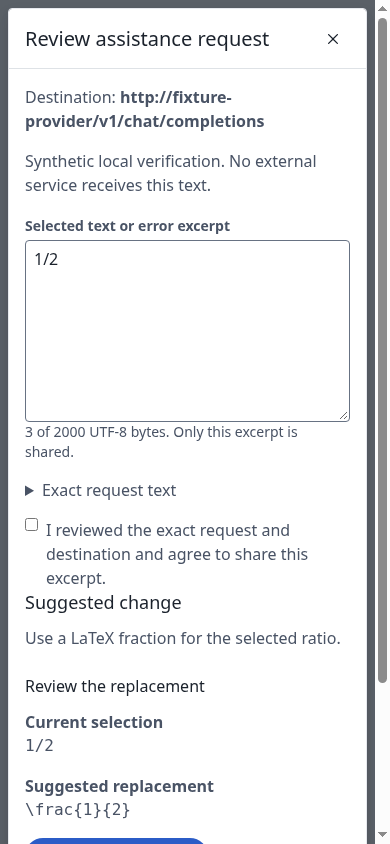 Review assistance request
Destination: http://fixture-
provider/v1/chat/completions
Synthetic local verification. No external
service receives this text.
Selected text or error excerpt
1/2
3 of 2000 UTF-8 bytes. Only this excerpt is
shared.
Exact request text
I reviewed the exact request and
destination and agree to share this
excerpt.
Suggested change
Use a LaTeX fraction for the selected ratio.
Review the replacement
Current selection
1/2
Suggested replacement
\frac{1}{2}